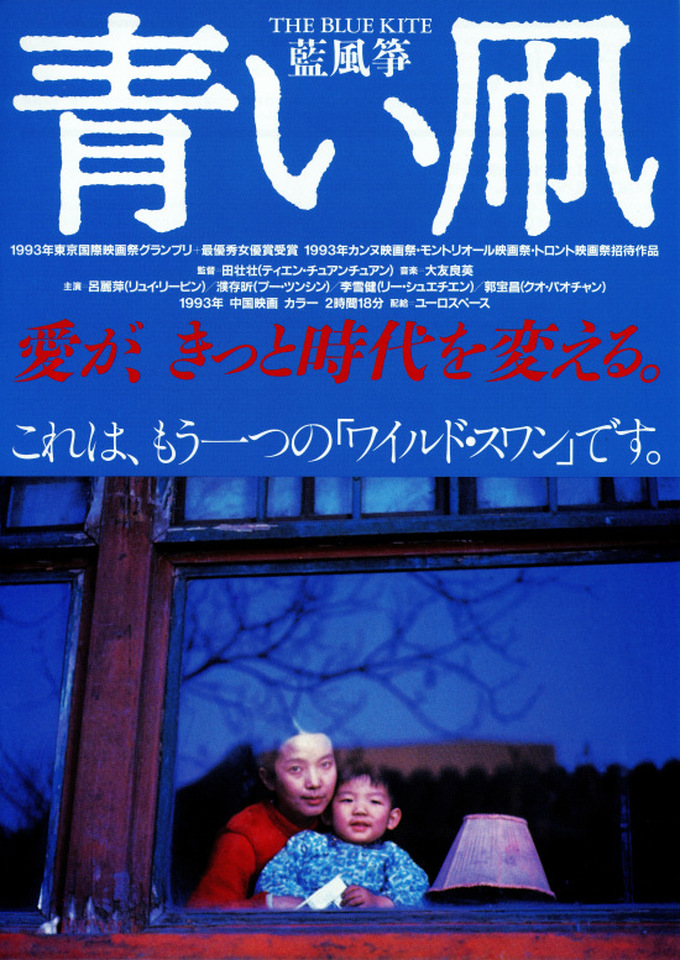 THE BLUE KITE
藍風筝
青い凧
1993年東京国際映画祭グランプリ+最優秀女優賞受賞 1993年カンヌ映画祭・モントリオール映画祭・トロント映画祭招待作品
監督=田壮壮(ティエン・チュアンチュアン) 音楽=大友良英
主演=呂麗萍(リュイ・リーピン)/濮存昕(プー・ツンシン)/李雪健(リー・シュエチエン)/郭宝昌(クオ・パオチャン)
1993年 中国映画 カラー 2時間18分 配給=ユーロスペース
愛が、きっと時代を変える。
これは、もう一つの「ワイルド・スワン」です。